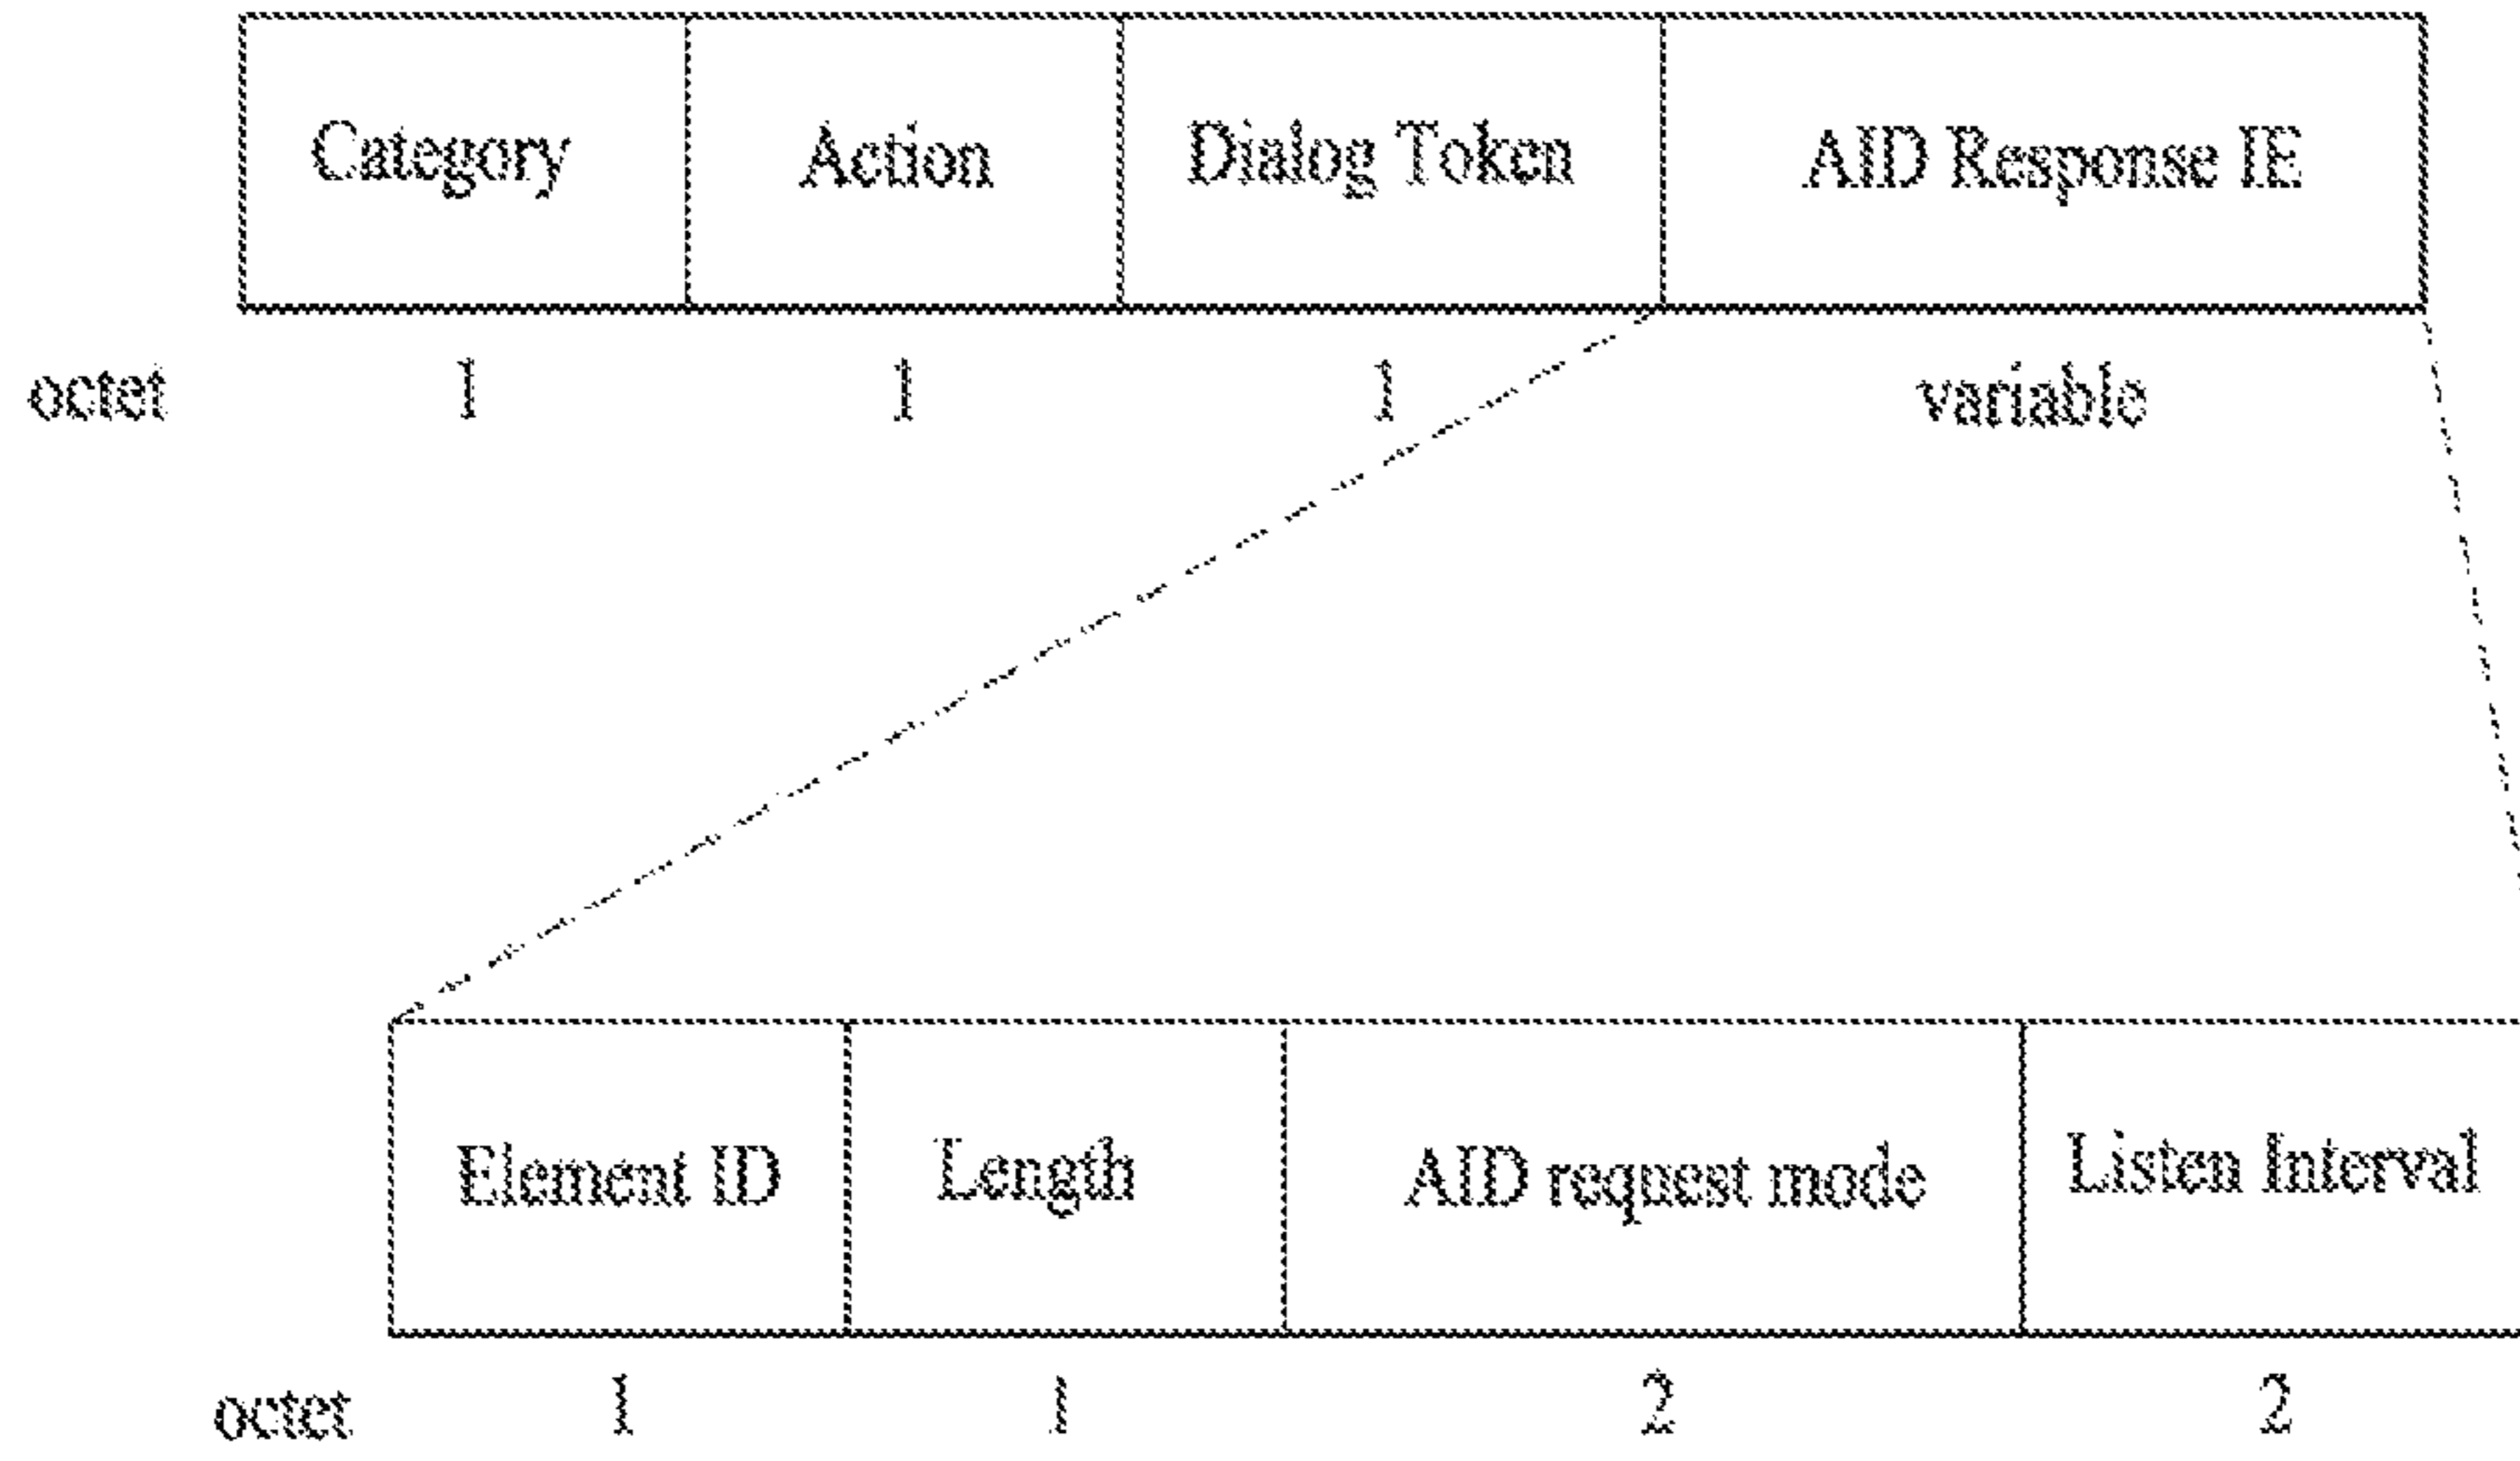 Category Action Dialog Token AID Response IE
octet 1 1 1 variable
Element ID Length AID request mode Listen Interval
octet 1 1 2 2